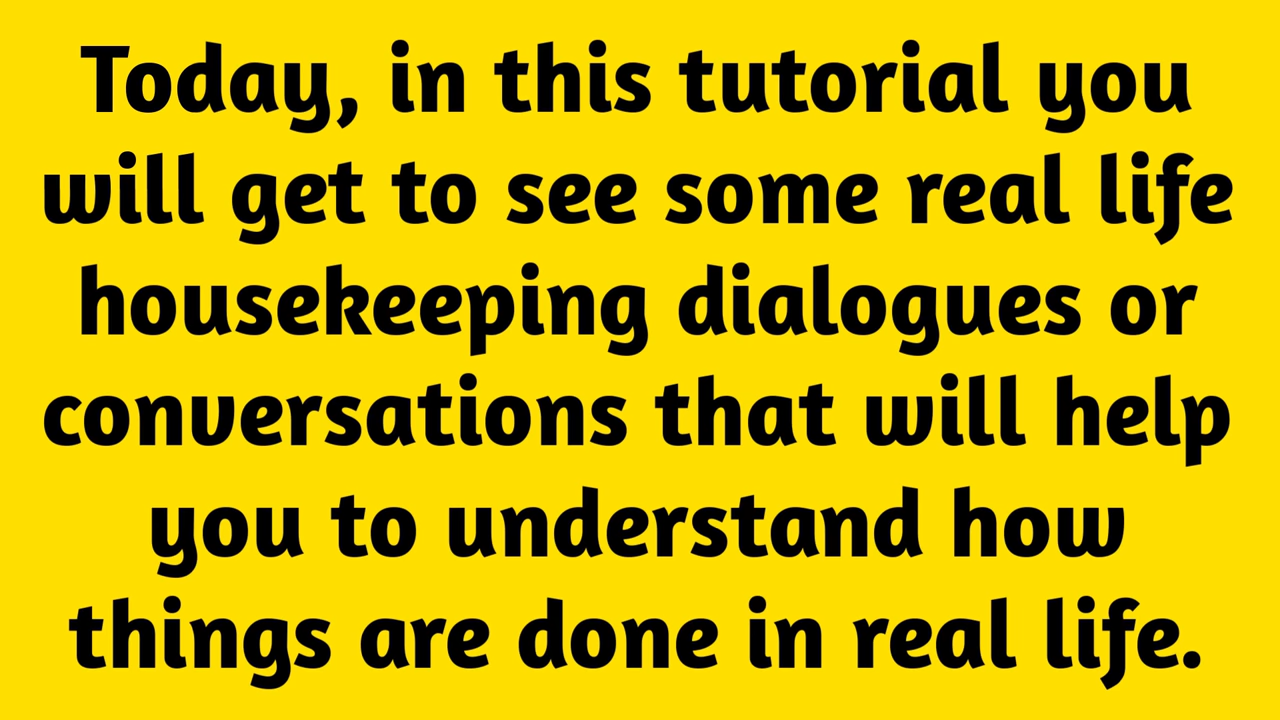 Today, in this tutorial you
will get to see some real life
housekeeping dialogues or
conversations that will help
you to understand how
things are done in real life.